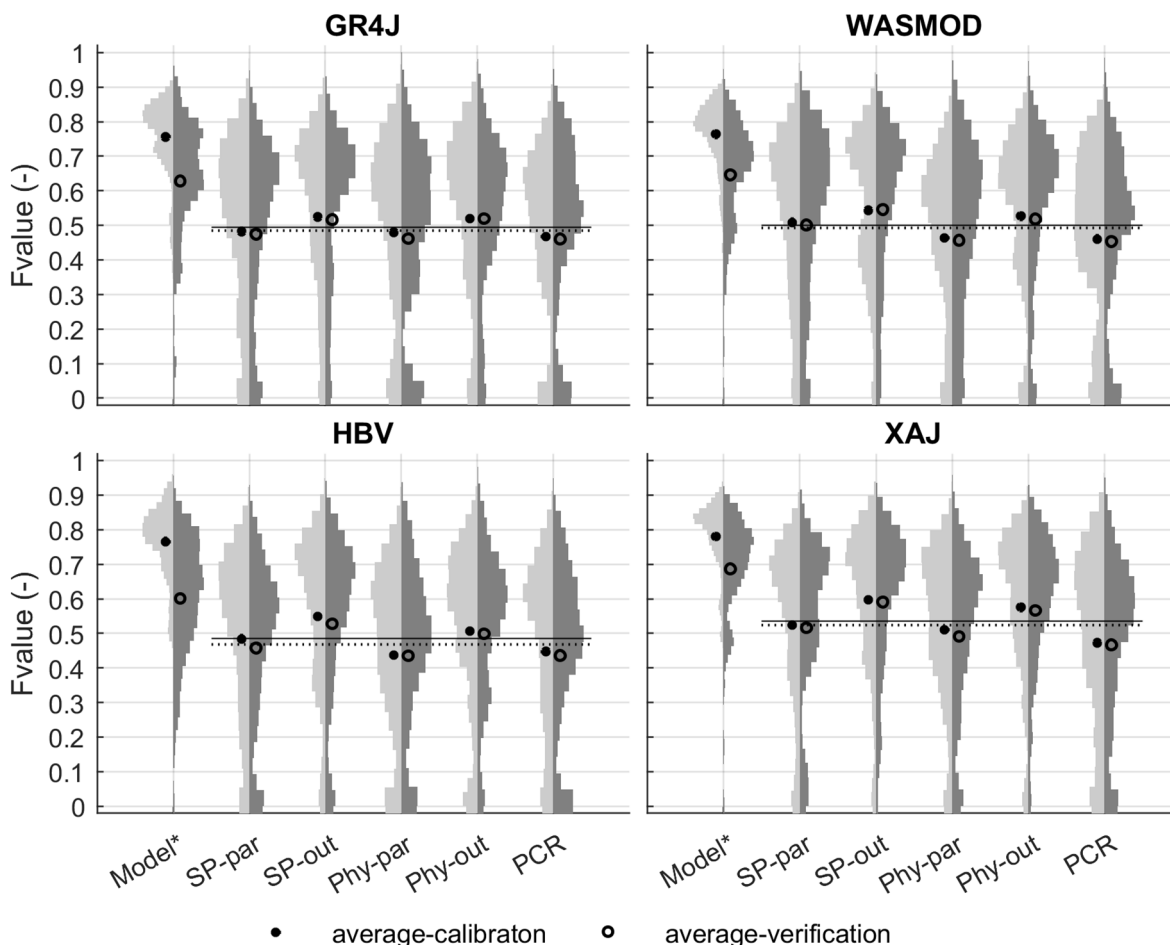 GR4J
WASMOD
1
0.9
0.8
0.7
0.6
0.5
0.4
0.3
0.2
0.1
0
Fvalue (-)
HBV
XAJ
1
0.9
0.8
0.7
0.6
0.5
0.4
0.3
0.2
0.1
0
Fvalue (-)
Model* SP-par SP-out Phy-par Phy-out PCR
Model* SP-par SP-out Phy-par Phy-out PCR
average-calibraton average-verification